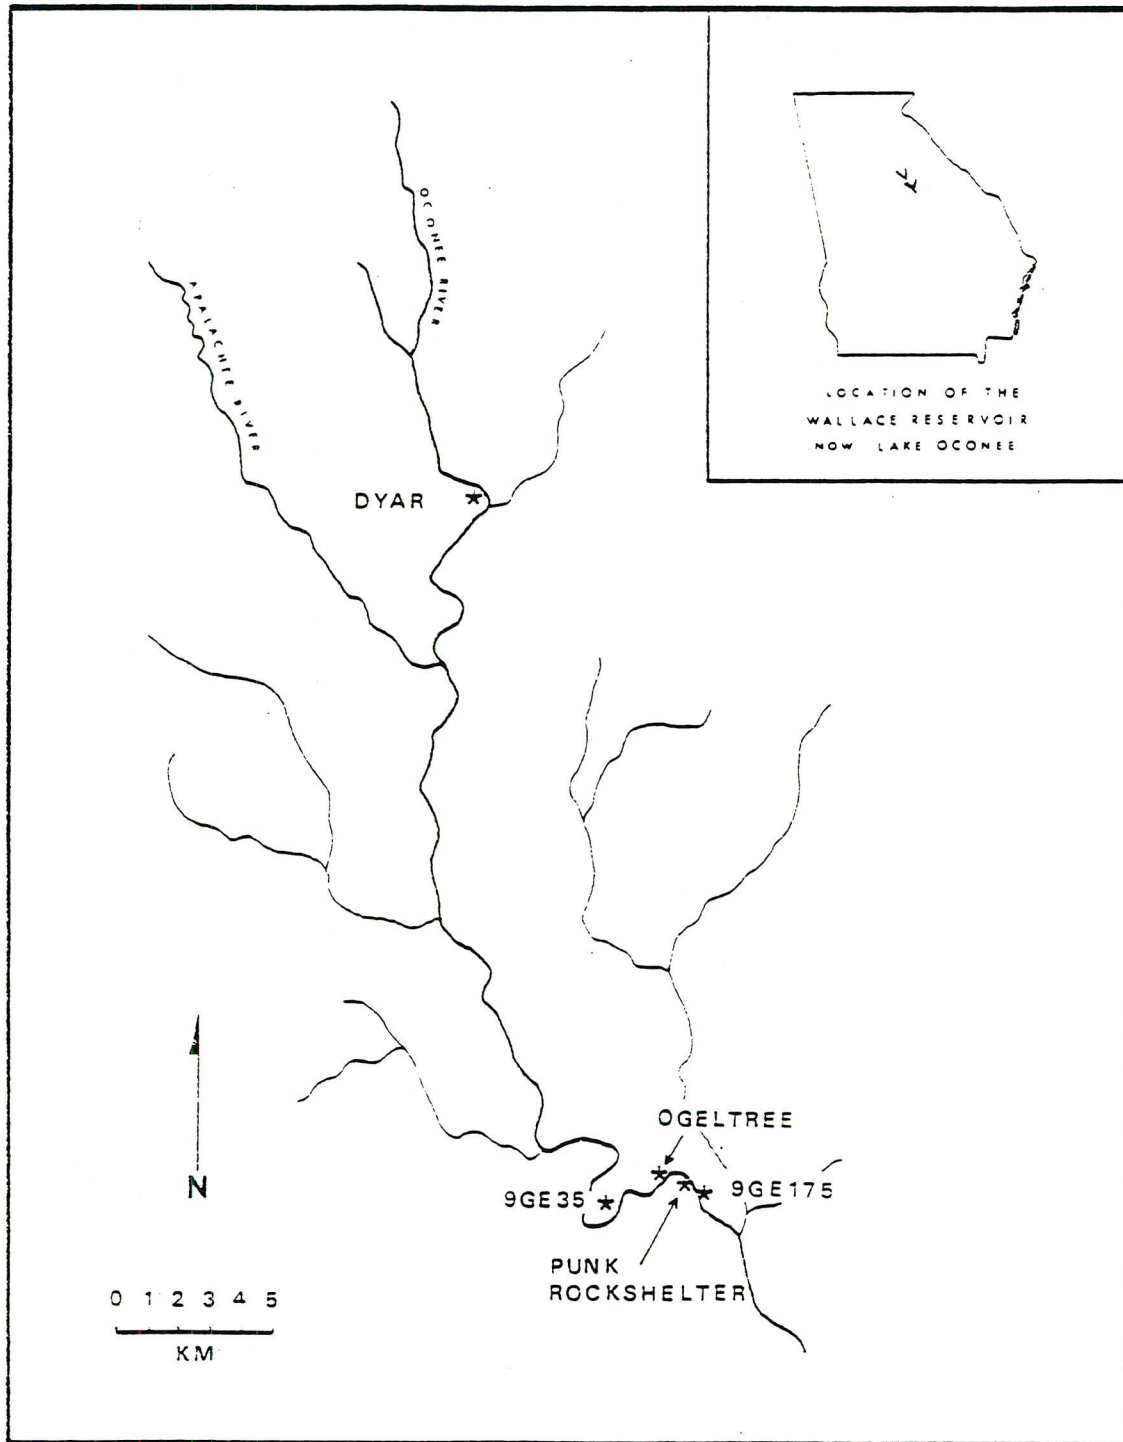 OCONEE RIVER
APALACHEE RIVER
LOCATION OF THE
WALLACE RESERVOIR
NOW LAKE OCONEE
DYAR
OGELTREE
9GE35
9GE175
N
PUNK
ROCKSHELTER
0 1 2 3 4 5
KM